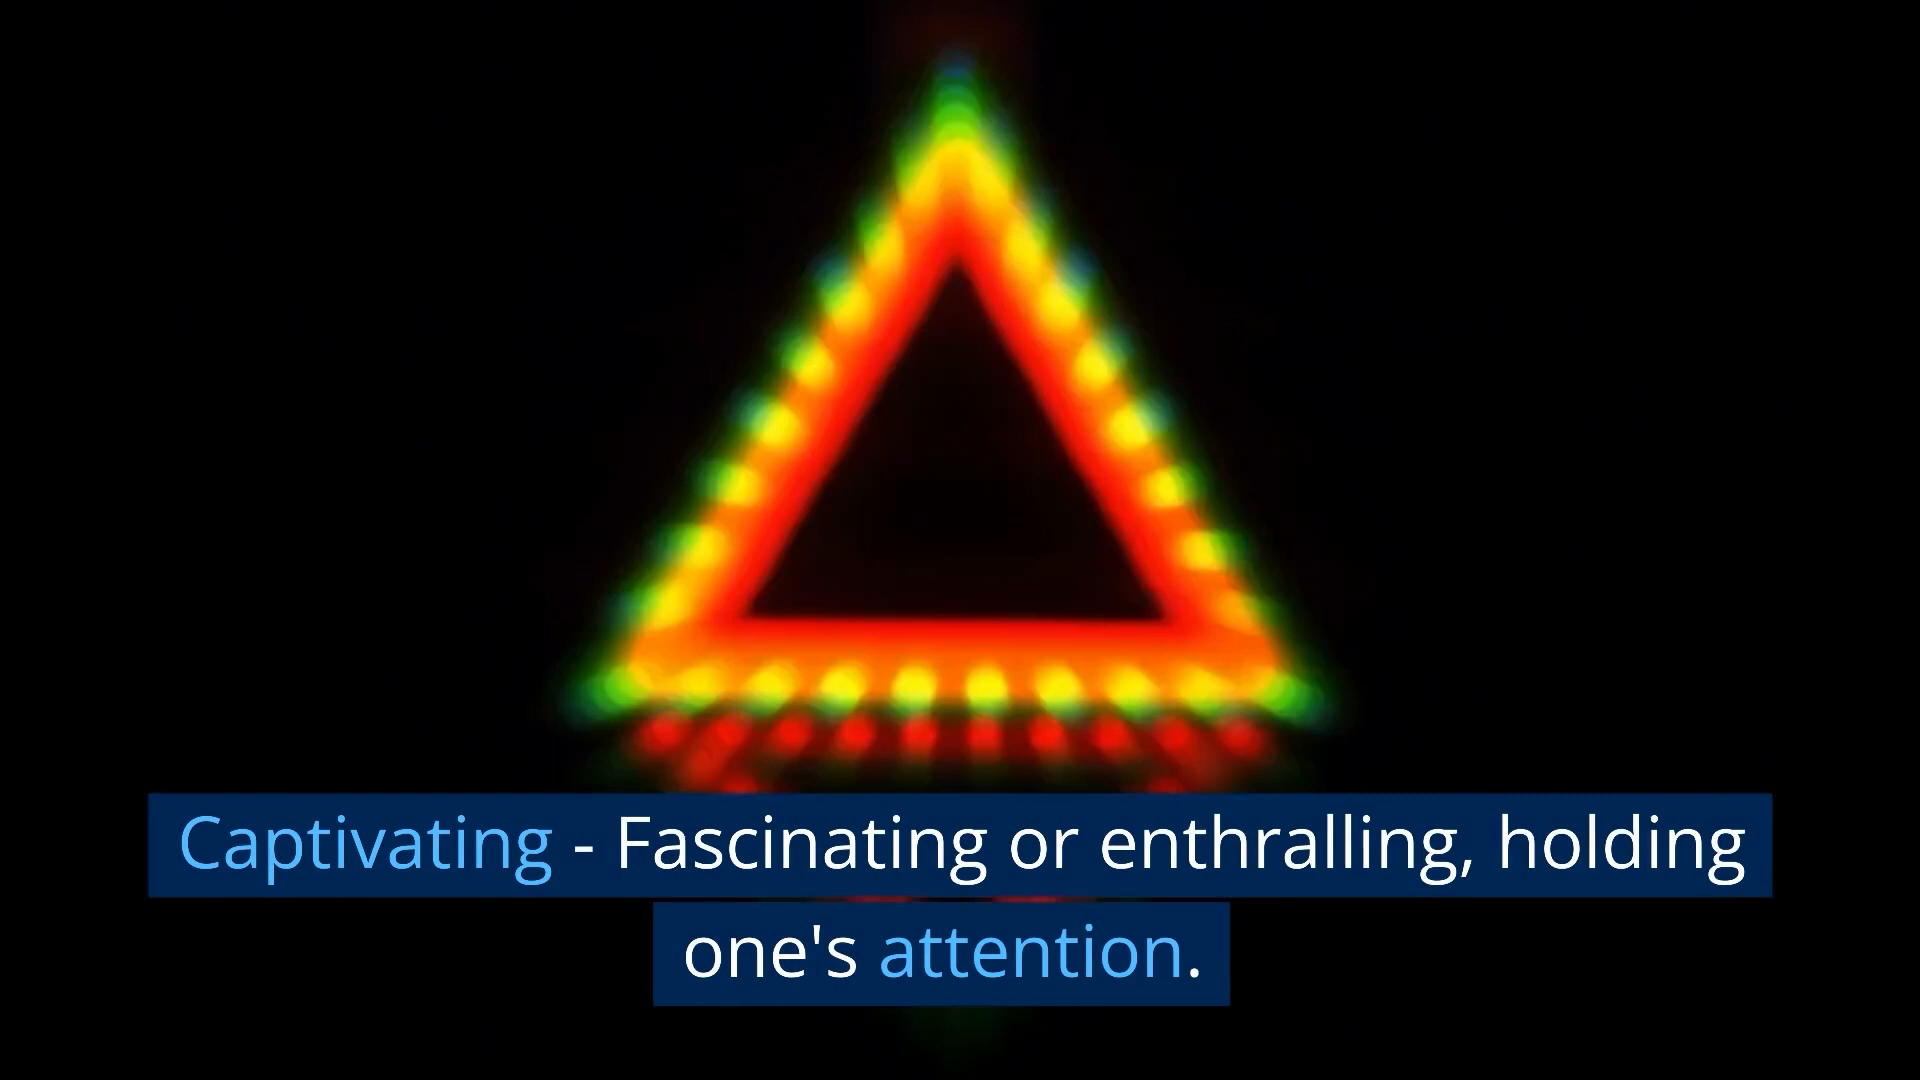 Captivating - Fascinating or enthralling, holding
one's attention.